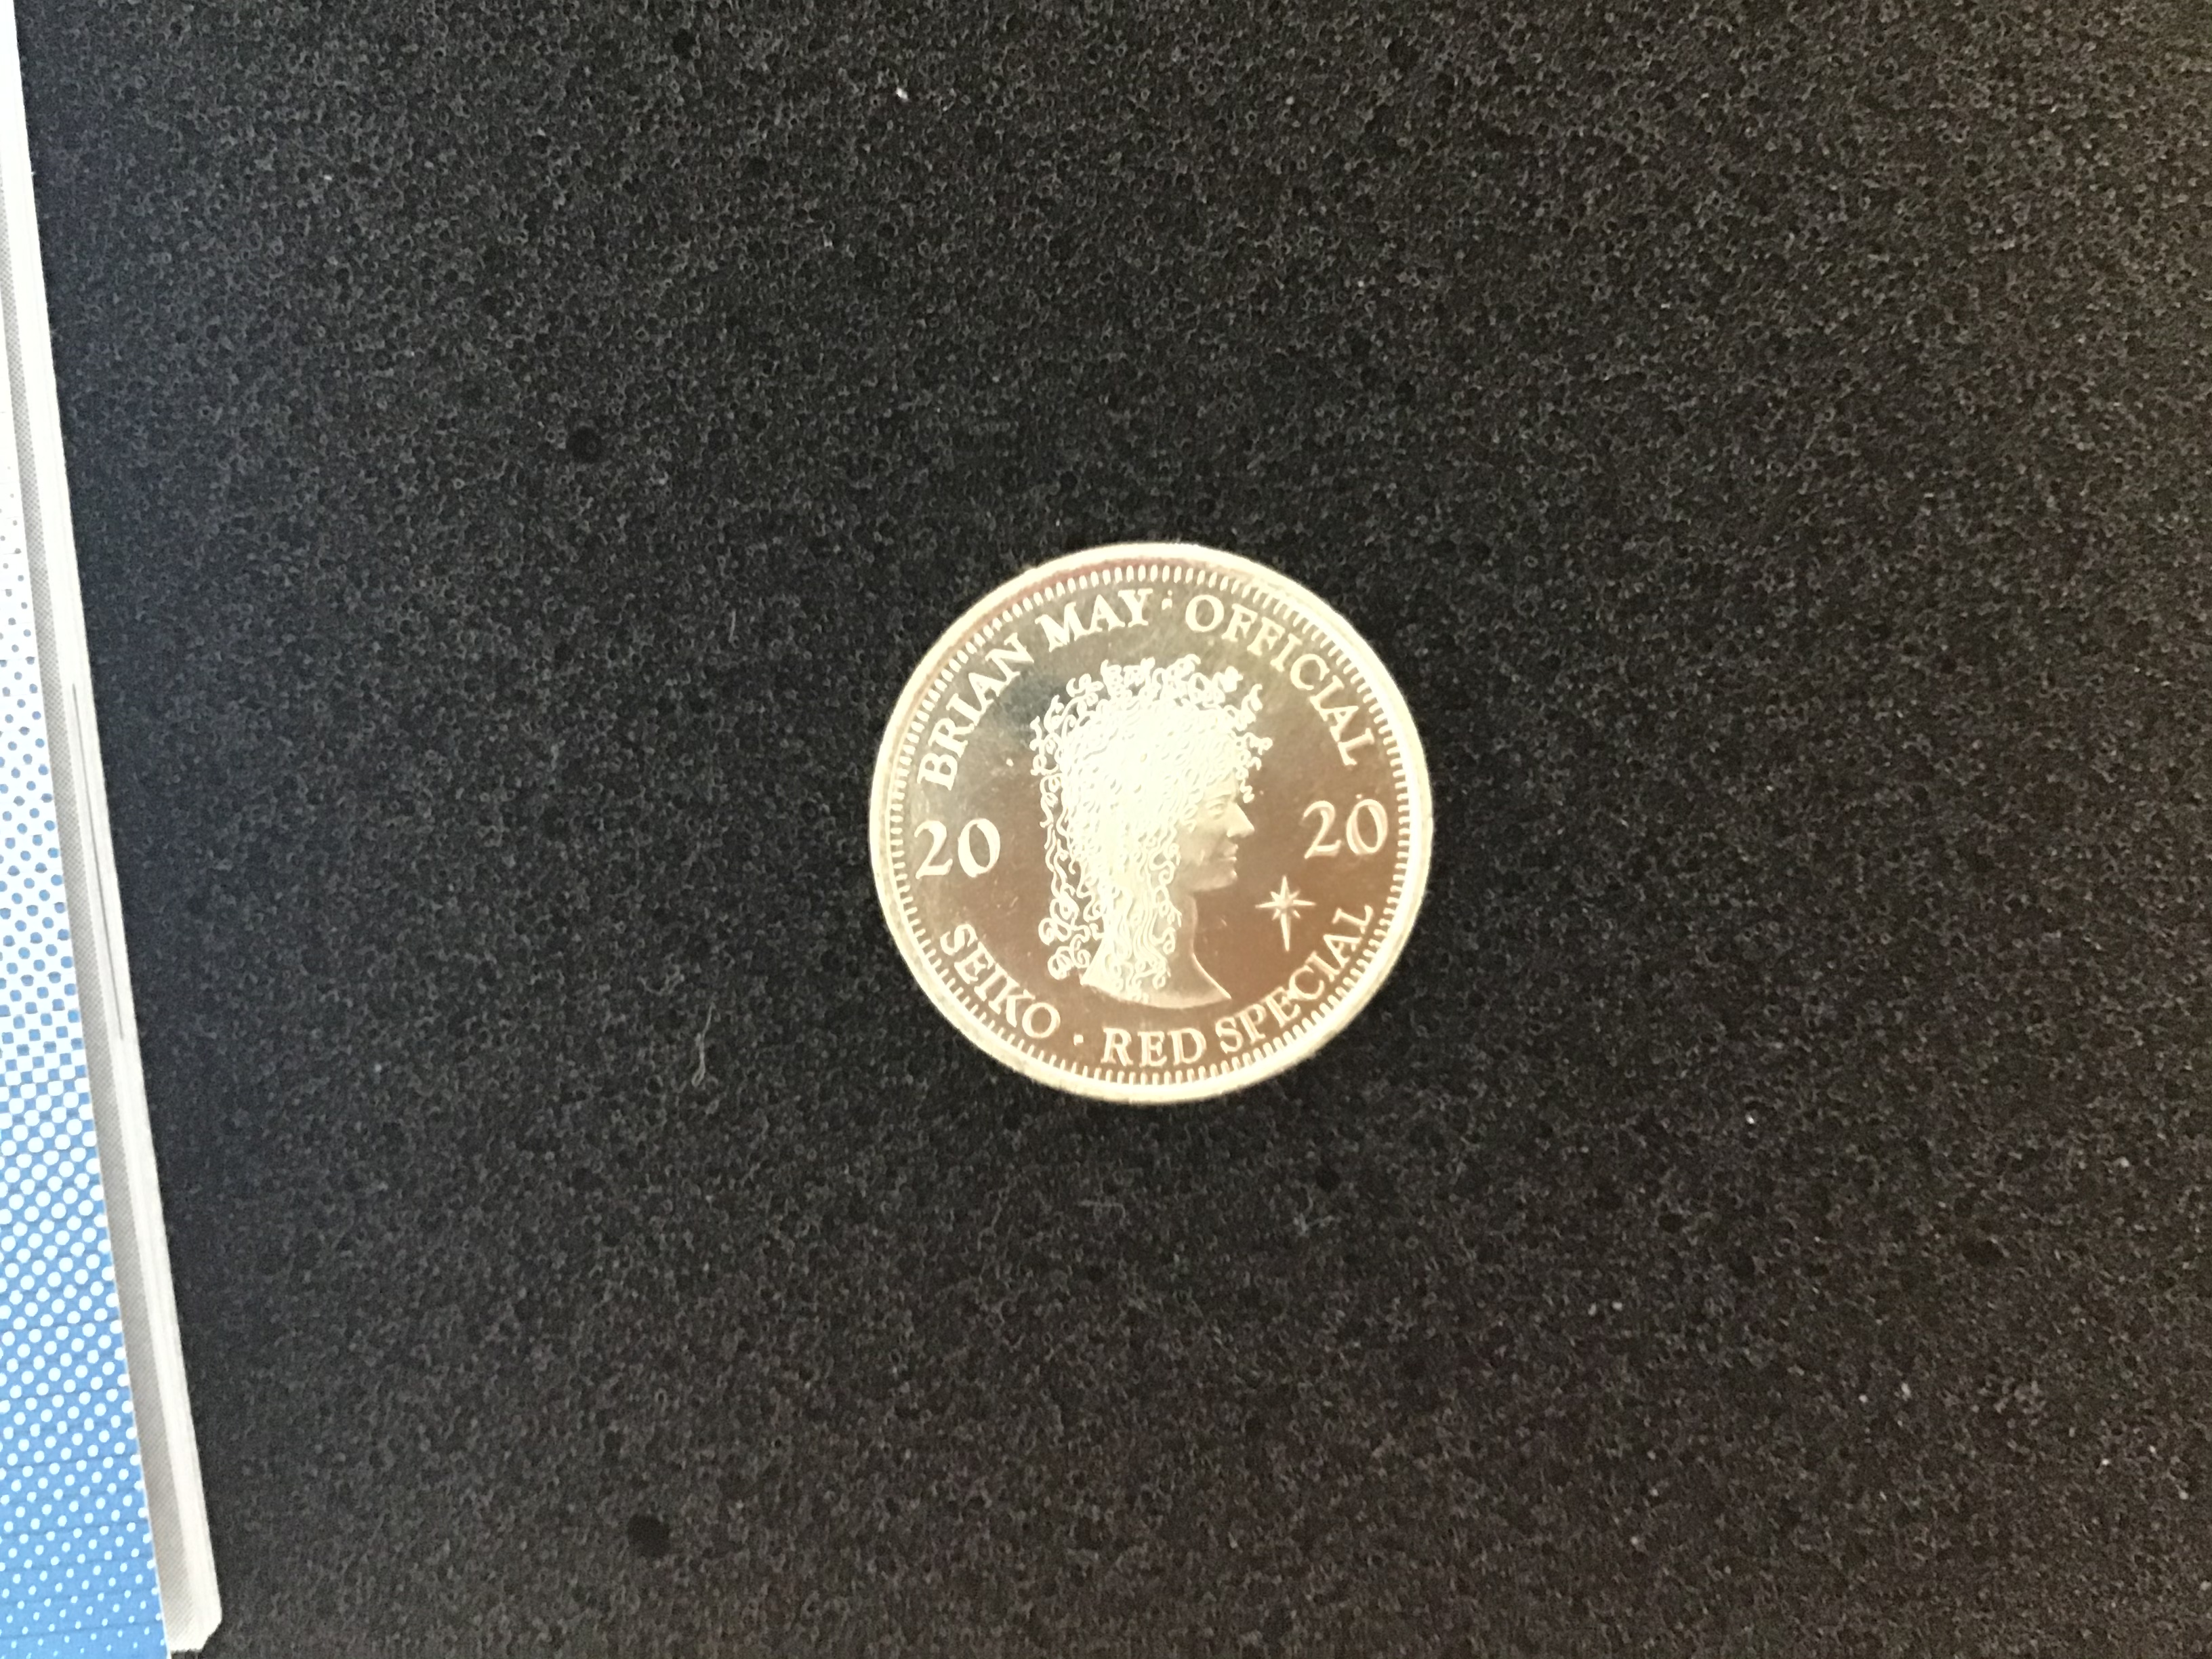 BRIAN MAY · OFFICIAL
20 20
SEIKO · RED SPECIAL